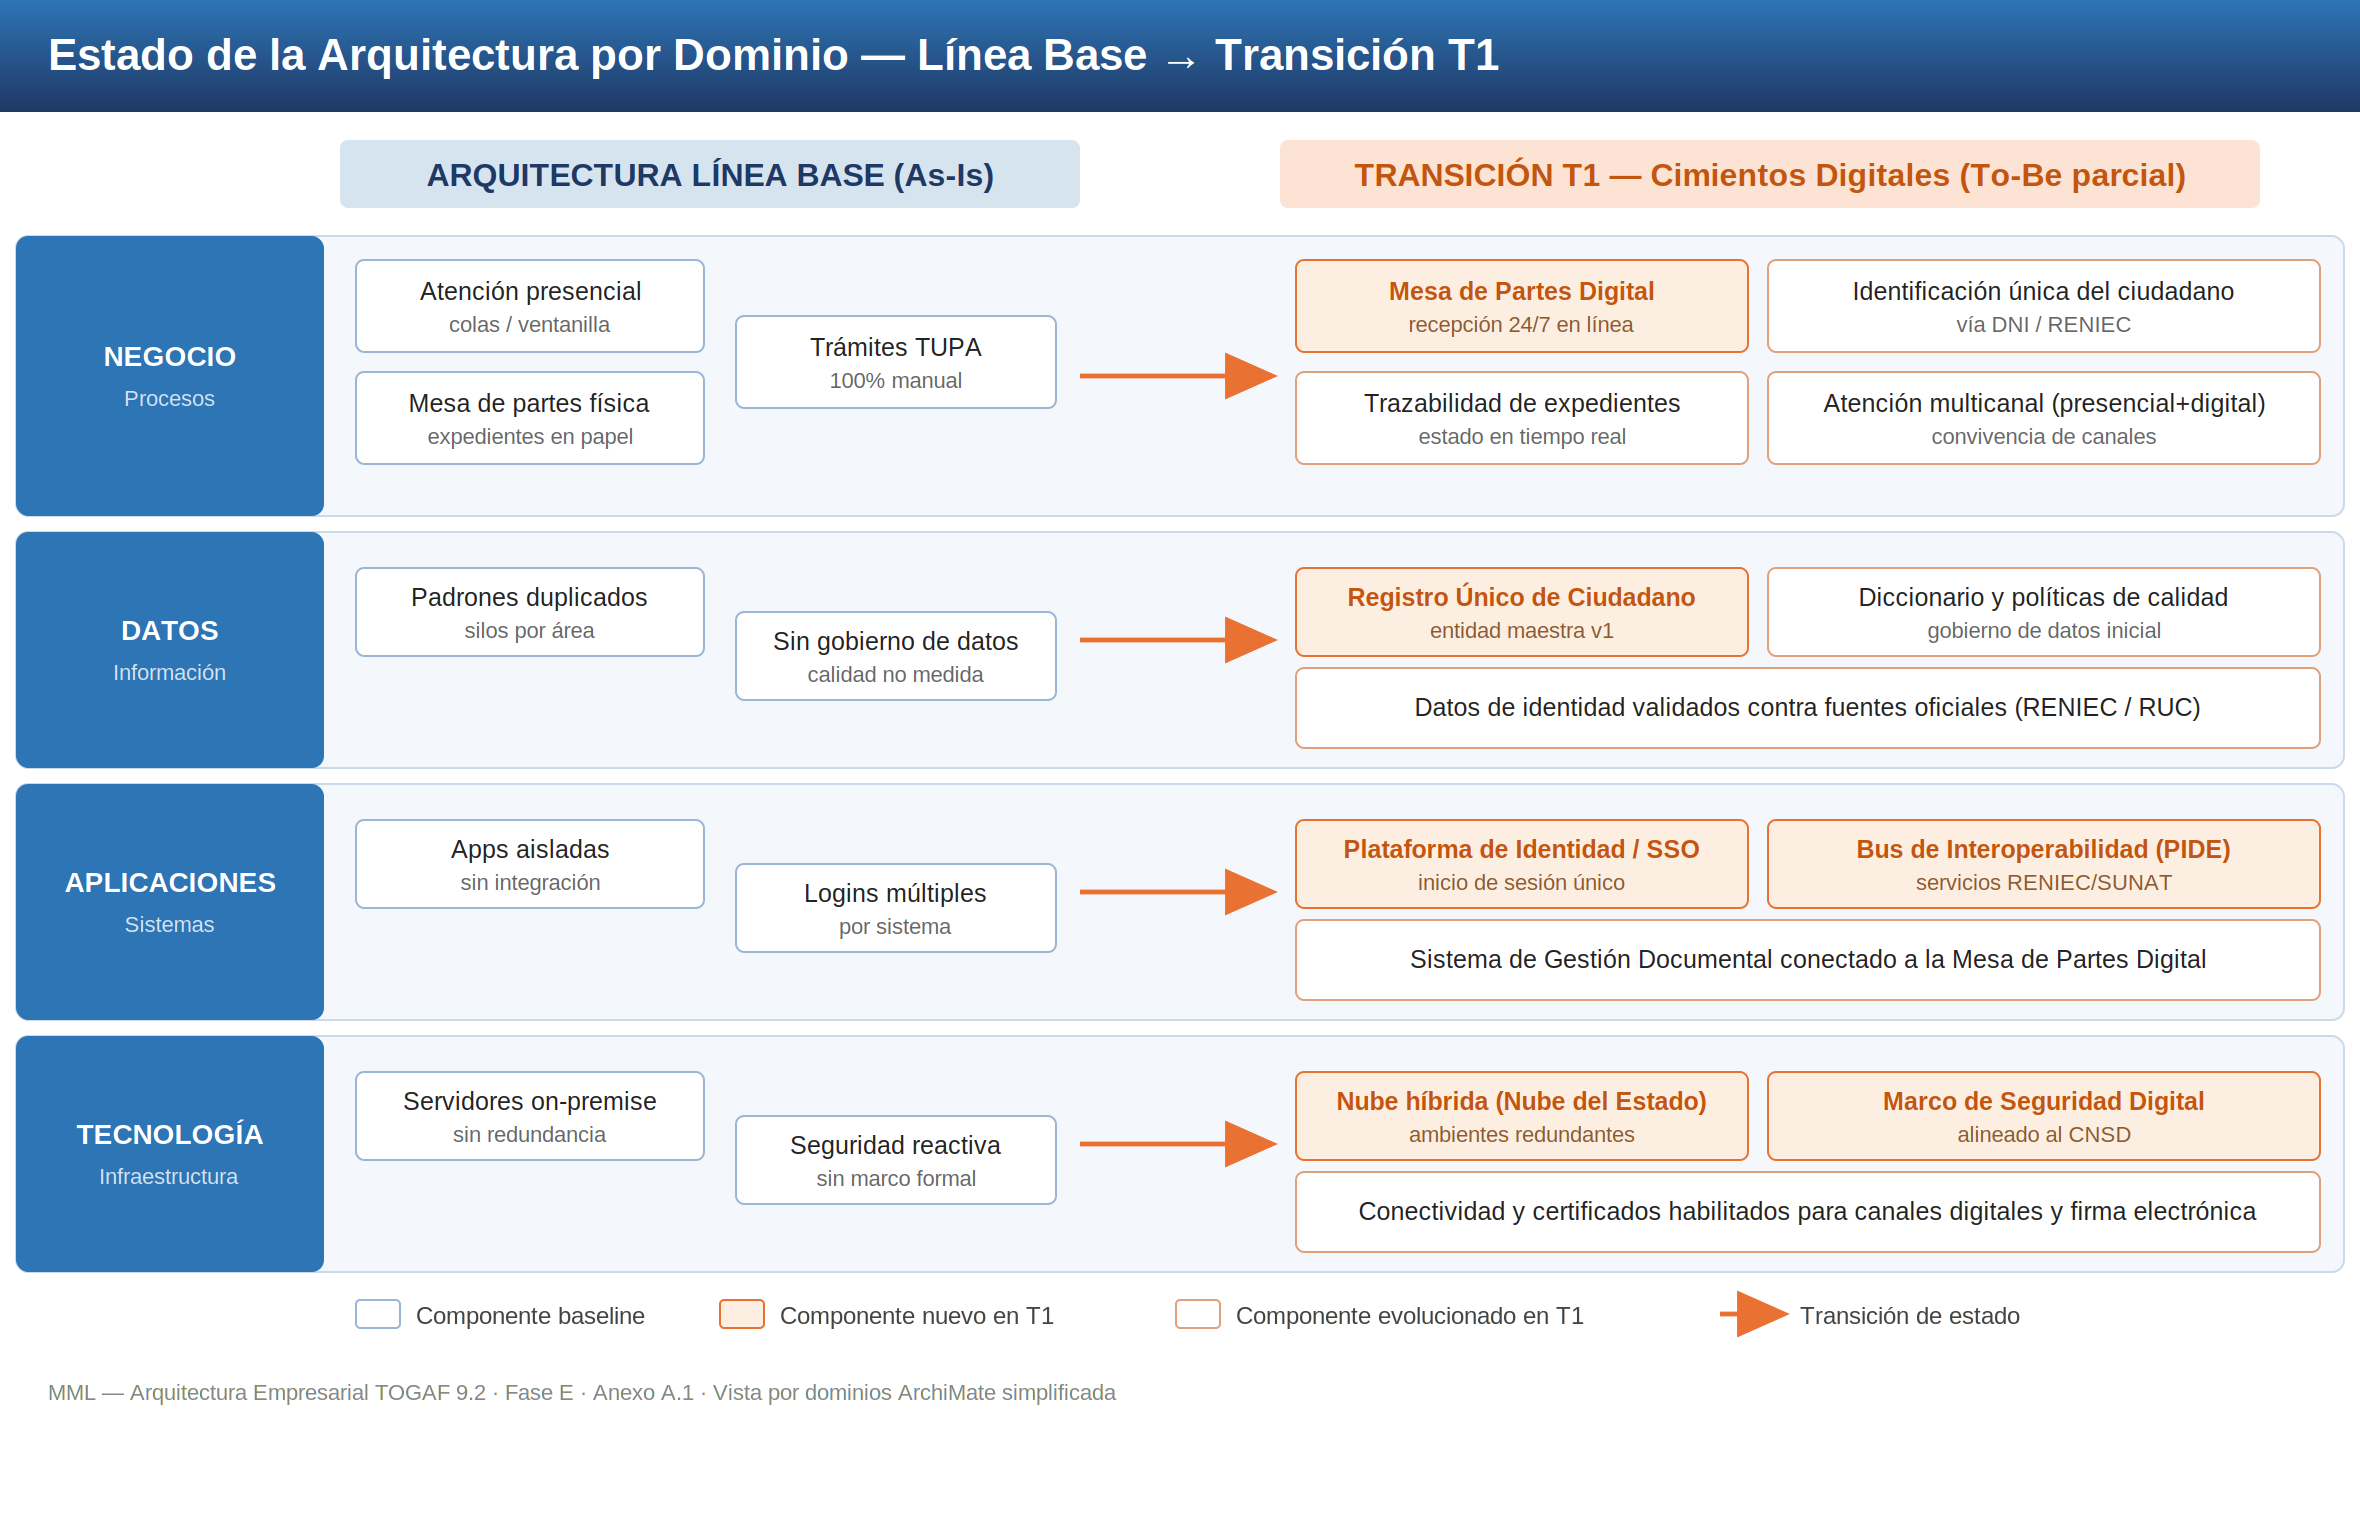 Estado de la Arquitectura por Dominio — Línea Base → Transición T1
ARQUITECTURA LÍNEA BASE (As-Is)
TRANSICIÓN T1 — Cimientos Digitales (To-Be parcial)
NEGOCIO
Procesos
Atención presencial
colas / ventanilla
Mesa de partes física
expedientes en papel
Trámites TUPA
100% manual
Mesa de Partes Digital
recepción 24/7 en línea
Identificación única del ciudadano
vía DNI / RENIEC
Trazabilidad de expedientes
estado en tiempo real
Atención multicanal (presencial+digital)
convivencia de canales
DATOS
Información
Padrones duplicados
silos por área
Sin gobierno de datos
calidad no medida
Registro Único de Ciudadano
entidad maestra v1
Diccionario y políticas de calidad
gobierno de datos inicial
Datos de identidad validados contra fuentes oficiales (RENIEC / RUC)
APLICACIONES
Sistemas
Apps aisladas
sin integración
Logins múltiples
por sistema
Plataforma de Identidad / SSO
inicio de sesión único
Bus de Interoperabilidad (PIDE)
servicios RENIEC/SUNAT
Sistema de Gestión Documental conectado a la Mesa de Partes Digital
TECNOLOGÍA
Infraestructura
Servidores on-premise
sin redundancia
Seguridad reactiva
sin marco formal
Nube híbrida (Nube del Estado)
ambientes redundantes
Marco de Seguridad Digital
alineado al CNSD
Conectividad y certificados habilitados para canales digitales y firma electrónica
Componente baseline
Componente nuevo en T1
Componente evolucionado en T1
Transición de estado
MML — Arquitectura Empresarial TOGAF 9.2 · Fase E · Anexo A.1 · Vista por dominios ArchiMate simplificada